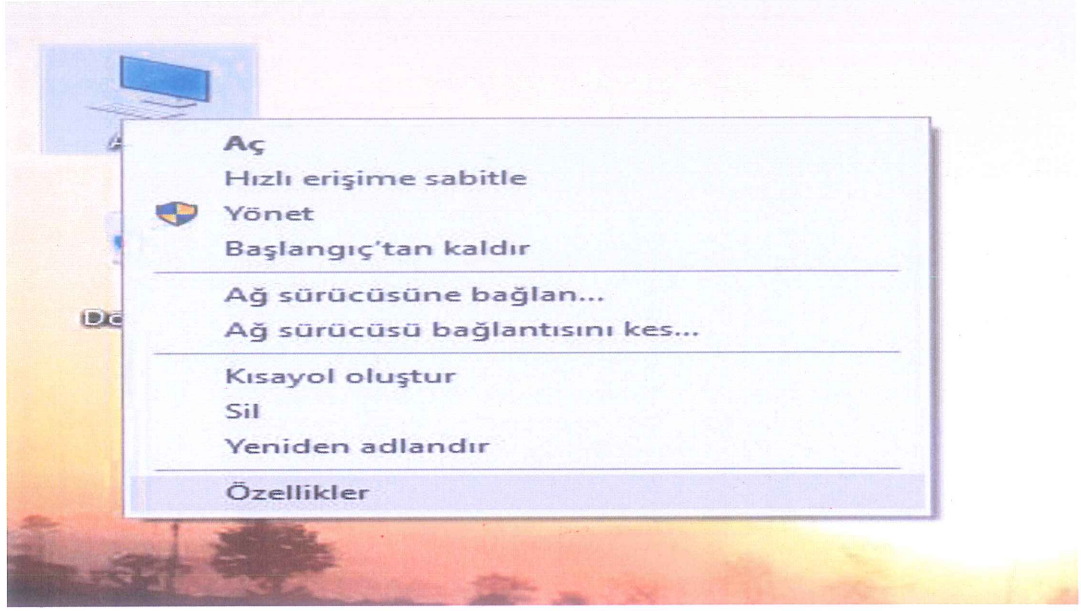 Aç
Hızlı erişime sabitle
Yönet
Başlangıç'tan kaldır
Ağ sürücüsüne bağlan...
Ağ sürücüsü bağlantısını kes...
Kısayol oluştur
Sil
Yeniden adlandır
Özellikler